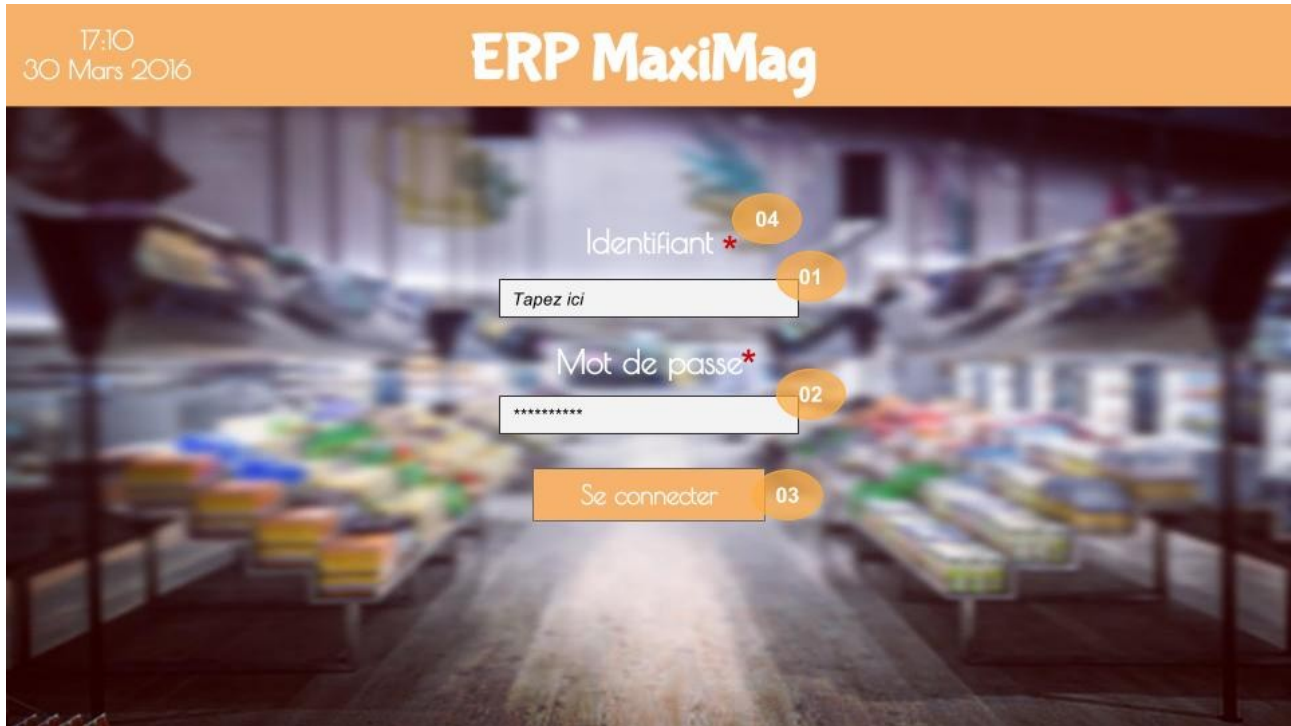 17:10
30 Mars 2016
ERP MaxiMag
04
Identifiant *
01
Tapez ici
Mot de passe*
02
**********
Se connecter
03